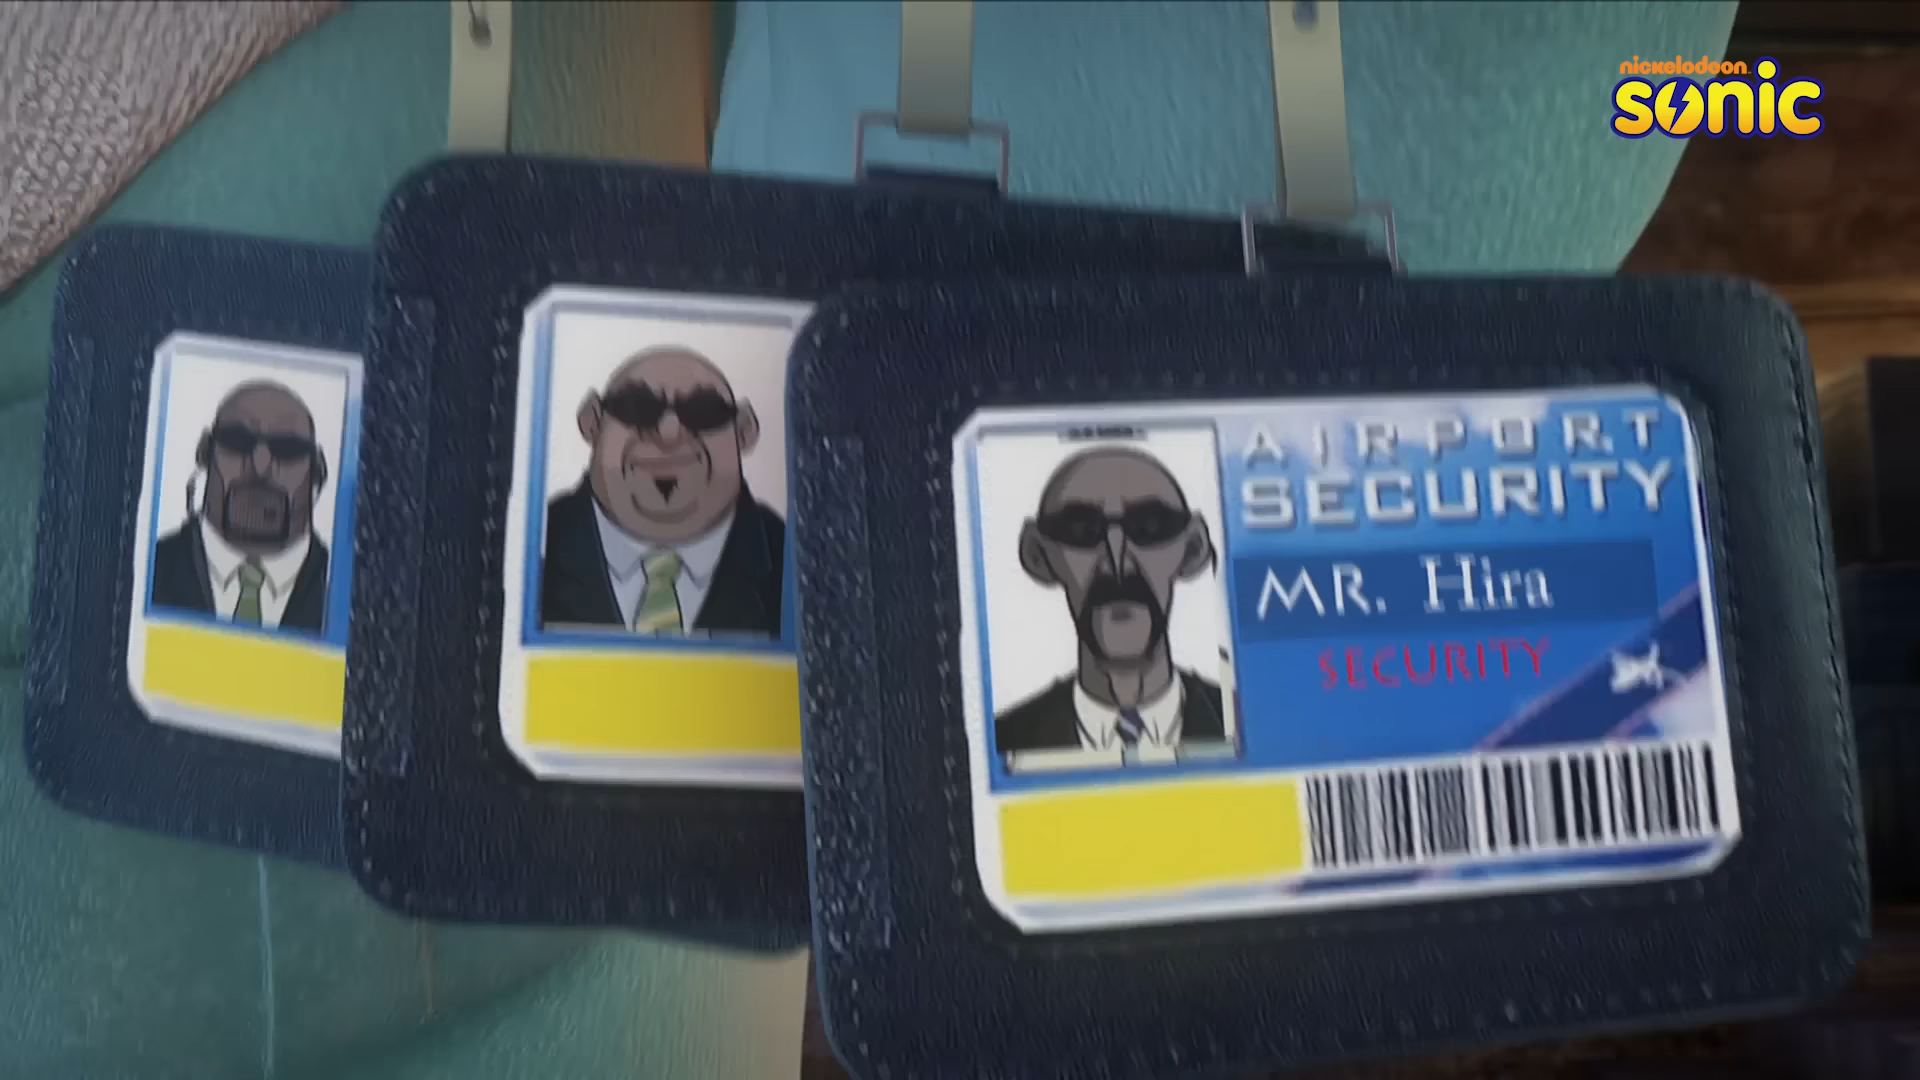 nickelodeon
sonic
AIRPORT
SECURITY
MR. Hira
SECURITY